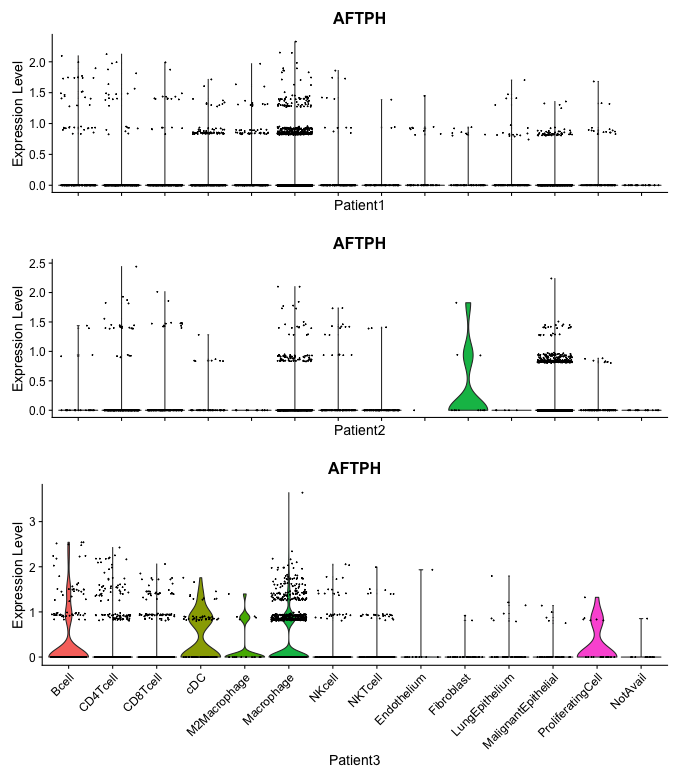 AFTPH
Expression Level
2.0
1.5
1.0
0.5
0.0
Patient1
AFTPH
Expression Level
2.5
2.0
1.5
1.0
0.5
0.0
Patient2
AFTPH
Expression Level
3
2
1
0
Bcell
CD4Tcell
CD8Tcell
cDC
M2Macrophage
Macrophage
NKcell
NKTcell
Endothelium
Fibroblast
LungEpithelium
MalignantEpithelial
ProliferatingCell
NotAvail
Patient3